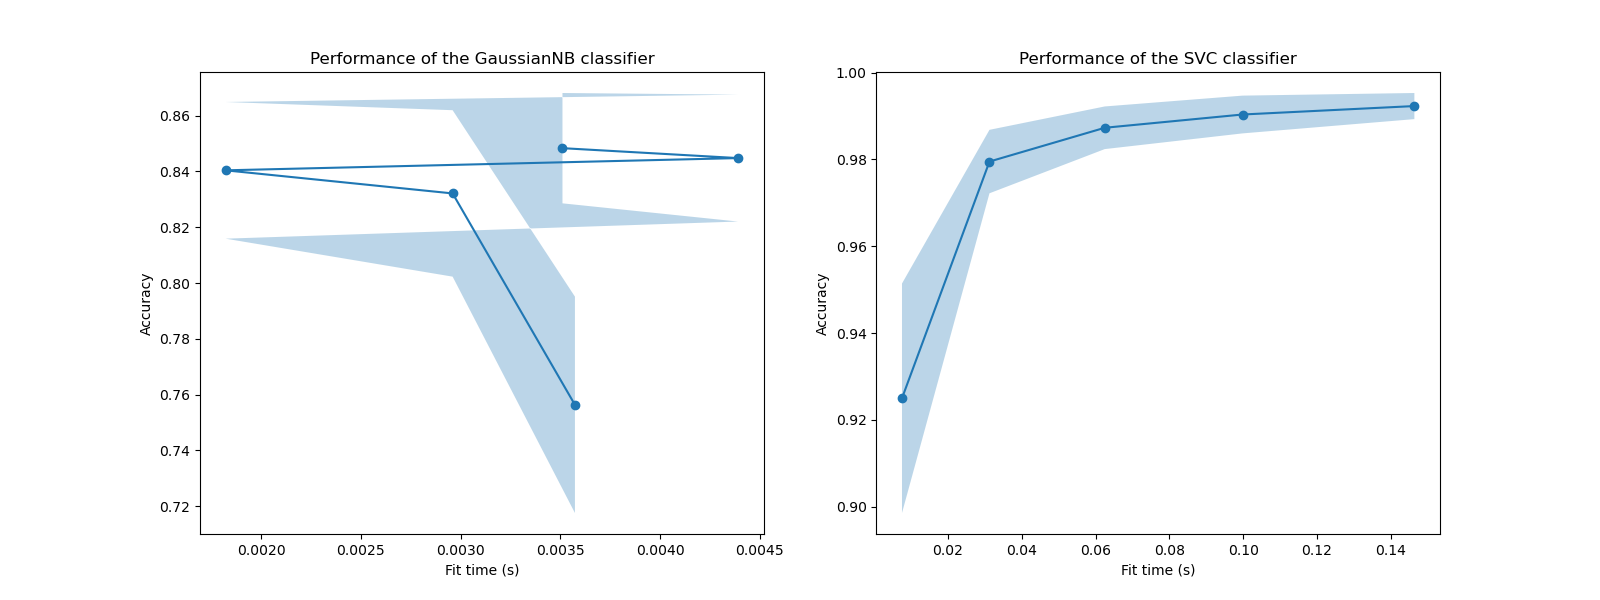 Performance of the GaussianNB classifier
Accuracy
0.86
0.84
0.82
0.80
0.78
0.76
0.74
0.72
0.0020 0.0025 0.0030 0.0035 0.0040 0.0045
Fit time (s)
Performance of the SVC classifier
Accuracy
1.00
0.98
0.96
0.94
0.92
0.90
0.02 0.04 0.06 0.08 0.10 0.12 0.14
Fit time (s)